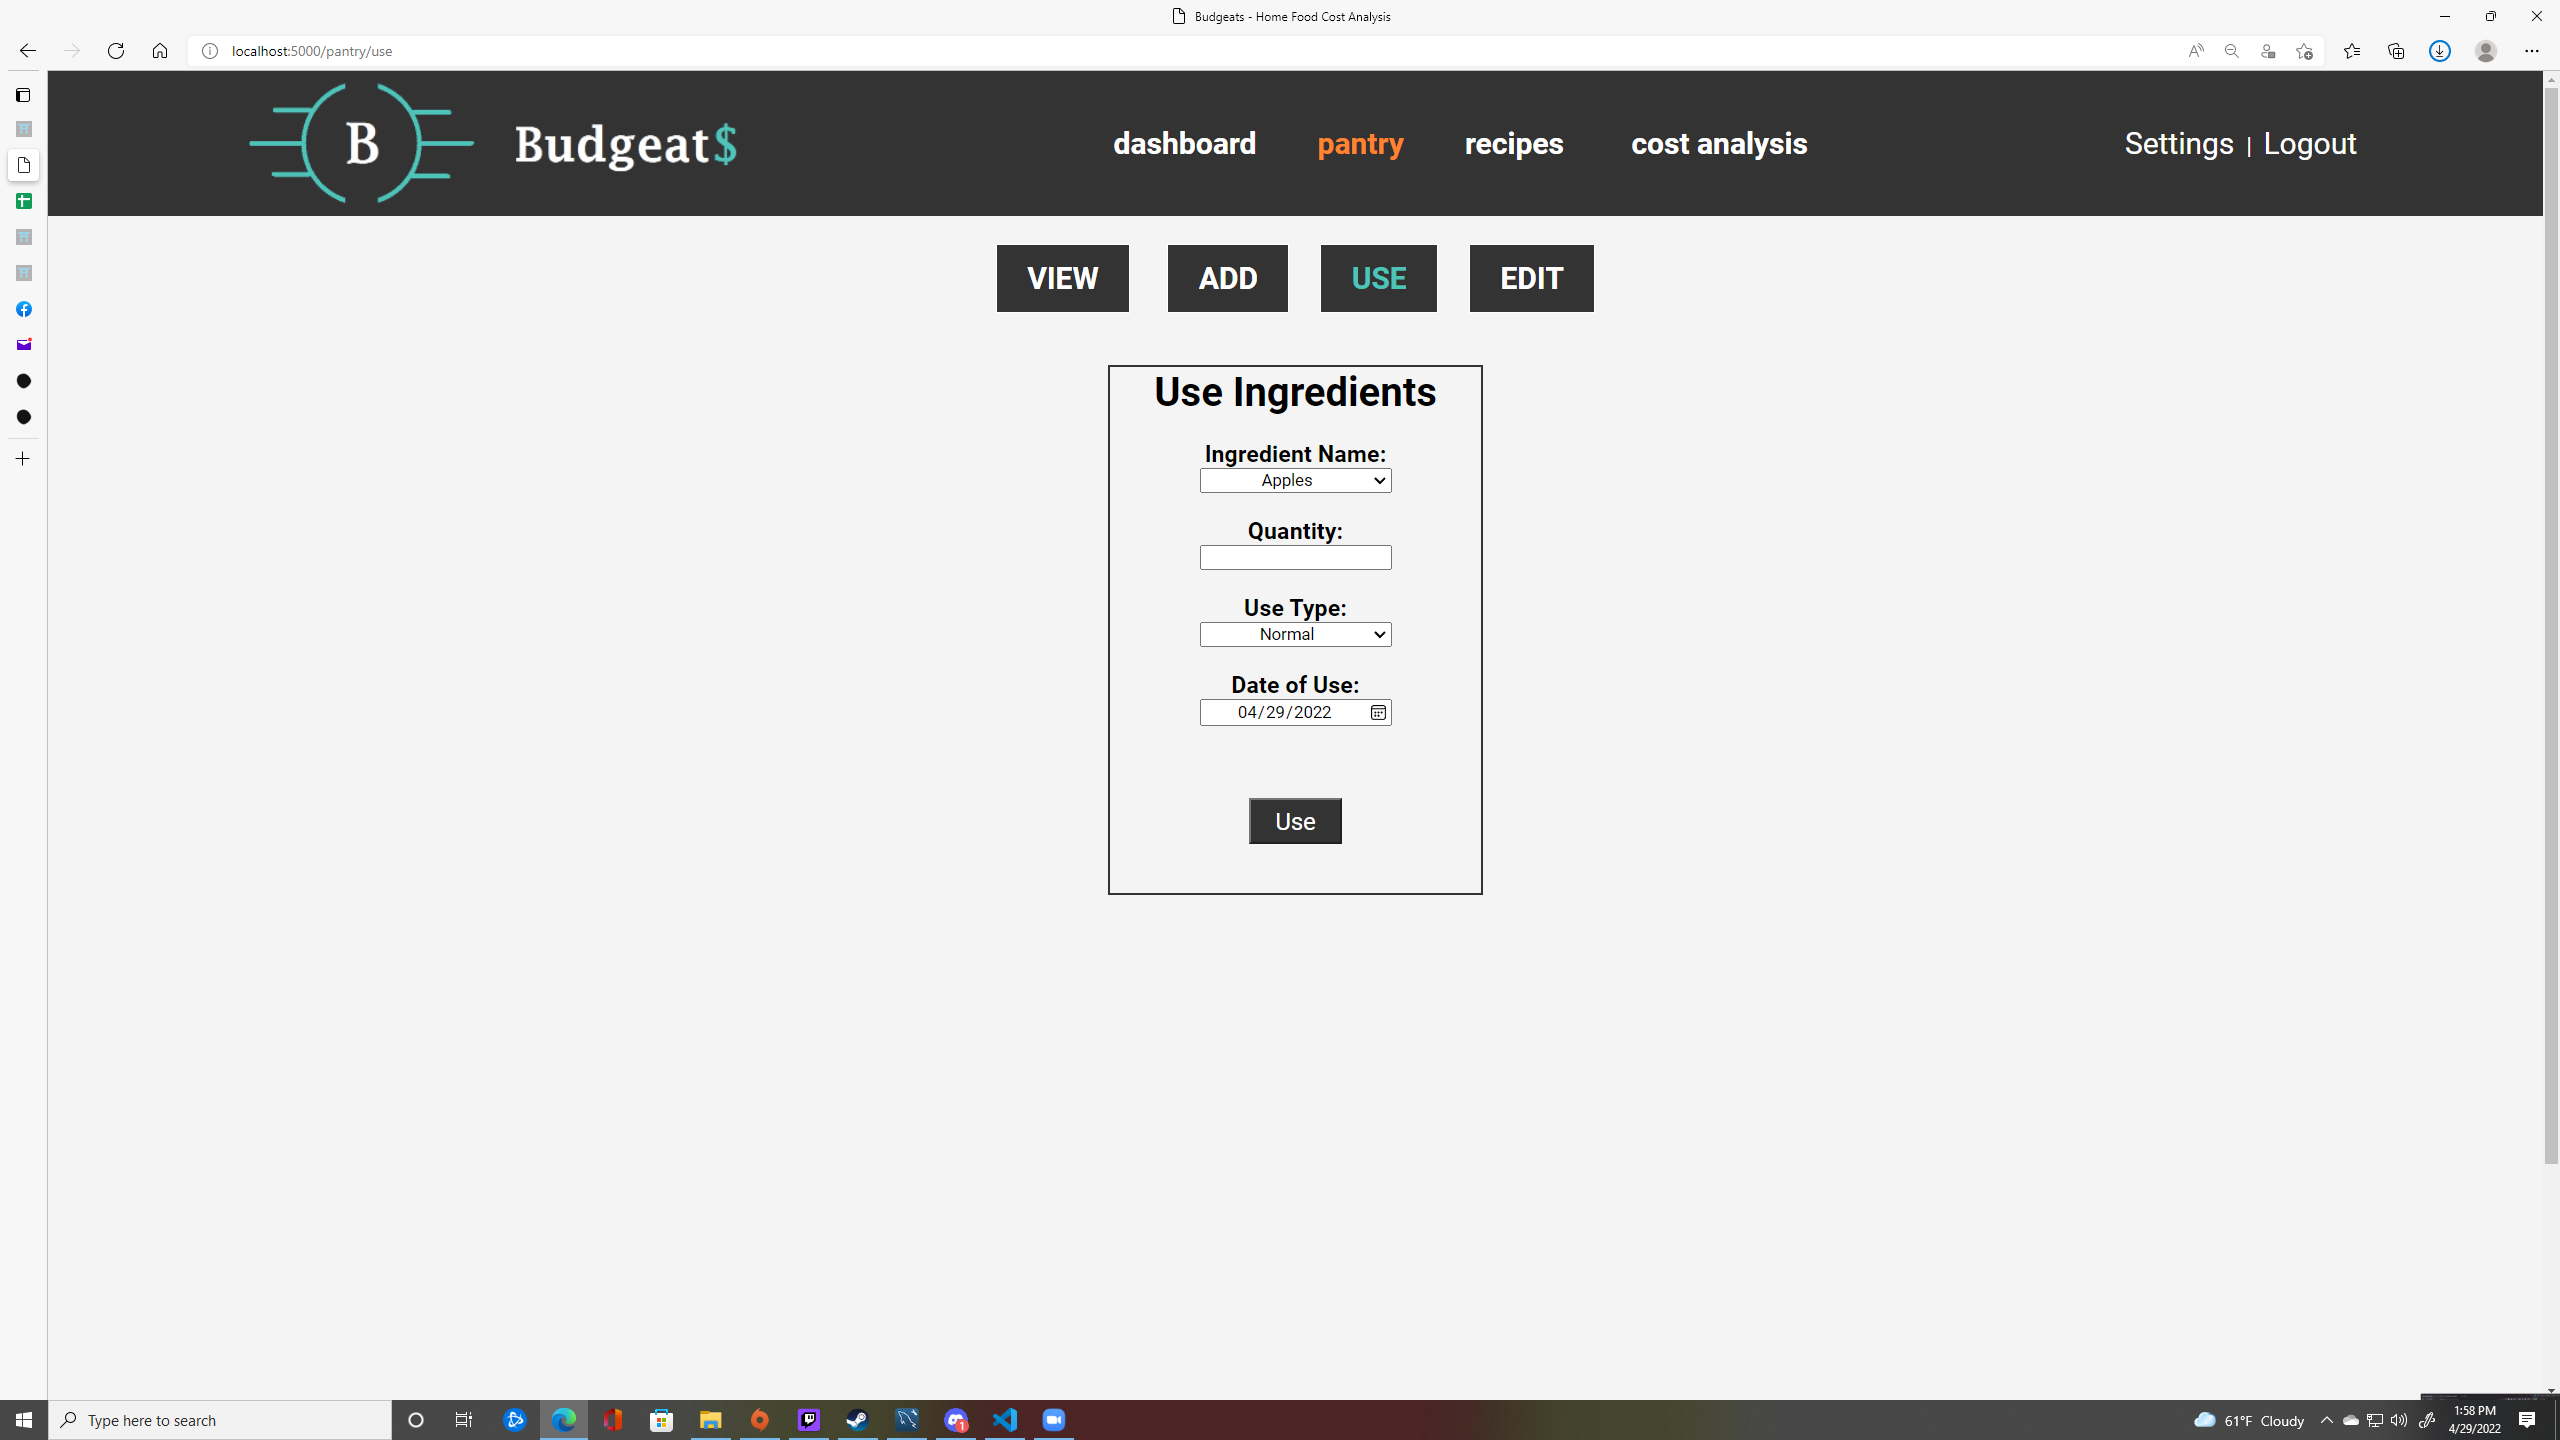 Budgeats - Home Food Cost Analysis
localhost:5000/pantry/use
B
Budgeat$
dashboard
pantry
recipes
cost analysis
Settings | Logout
VIEW
ADD
USE
EDIT
Use Ingredients
Ingredient Name:
Apples
Quantity:
Use Type:
Normal
Date of Use:
04/29/2022
Use
Type here to search
1
61°F Cloudy
1:58 PM
4/29/2022